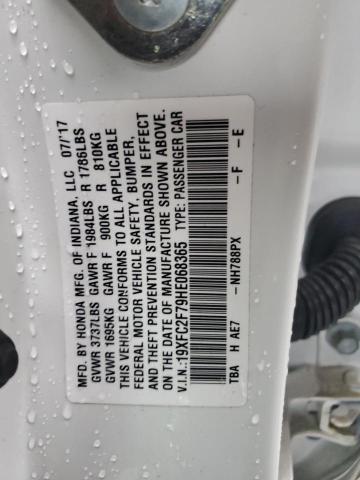 MFD. BY HONDA MFG. OF INDIANA, LLC 07/17
GVWR 3737LBS GAWR F 1984LBS R 1786LBS
GVWR 1695KG GAWR F 900KG R 810KG
THIS VEHICLE CONFORMS TO ALL APPLICABLE
FEDERAL MOTOR VEHICLE SAFETY, BUMPER,
AND THEFT PREVENTION STANDARDS IN EFFECT
ON THE DATE OF MANUFACTURE SHOWN ABOVE.
V.I.N.:19XFC2F79HE068365 TYPE: PASSENGER CAR
TBA H AE7 -NH788PX -F -E